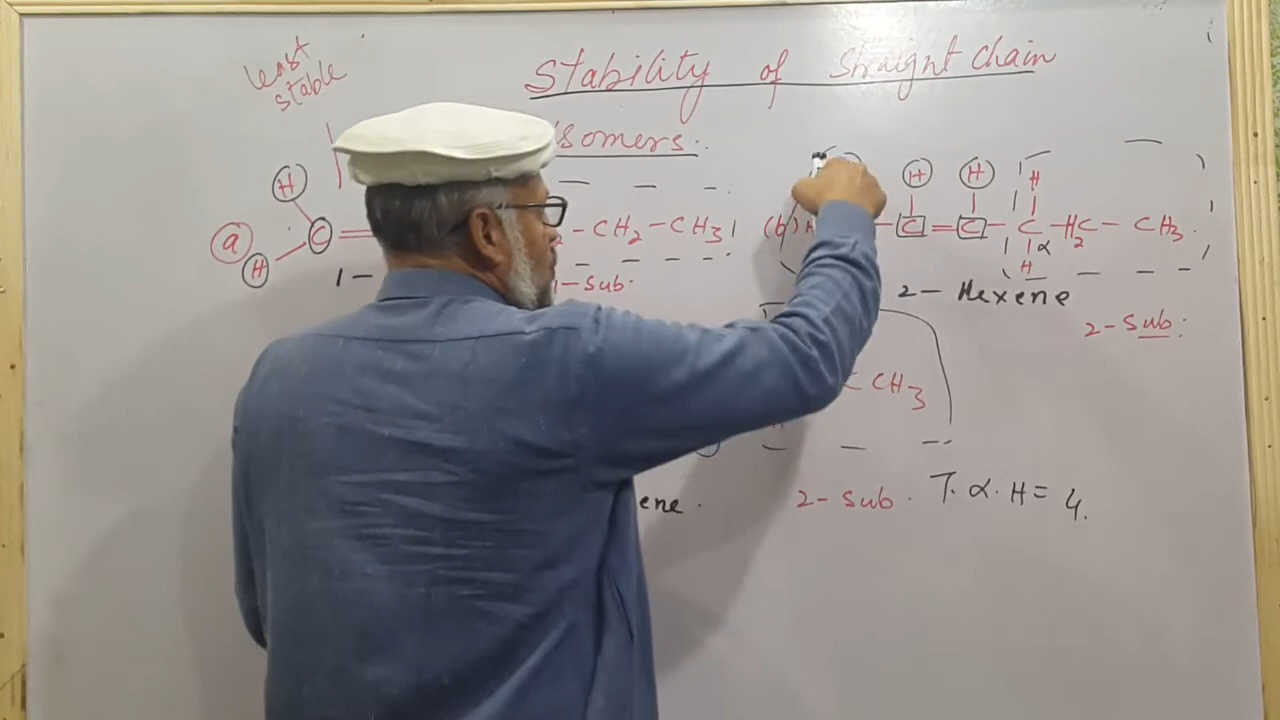 least
stable
Stability of Straight Chain
Isomers.
H
H
H
(a)
C =
- CH2 - CH3
(b) H
- C = C - C - H2C - CH3
H
H
α
H
1-
1-Sub.
2-Hexene
2-Sub:
CH3
ene.
2-Sub.
T. α. H = 4.